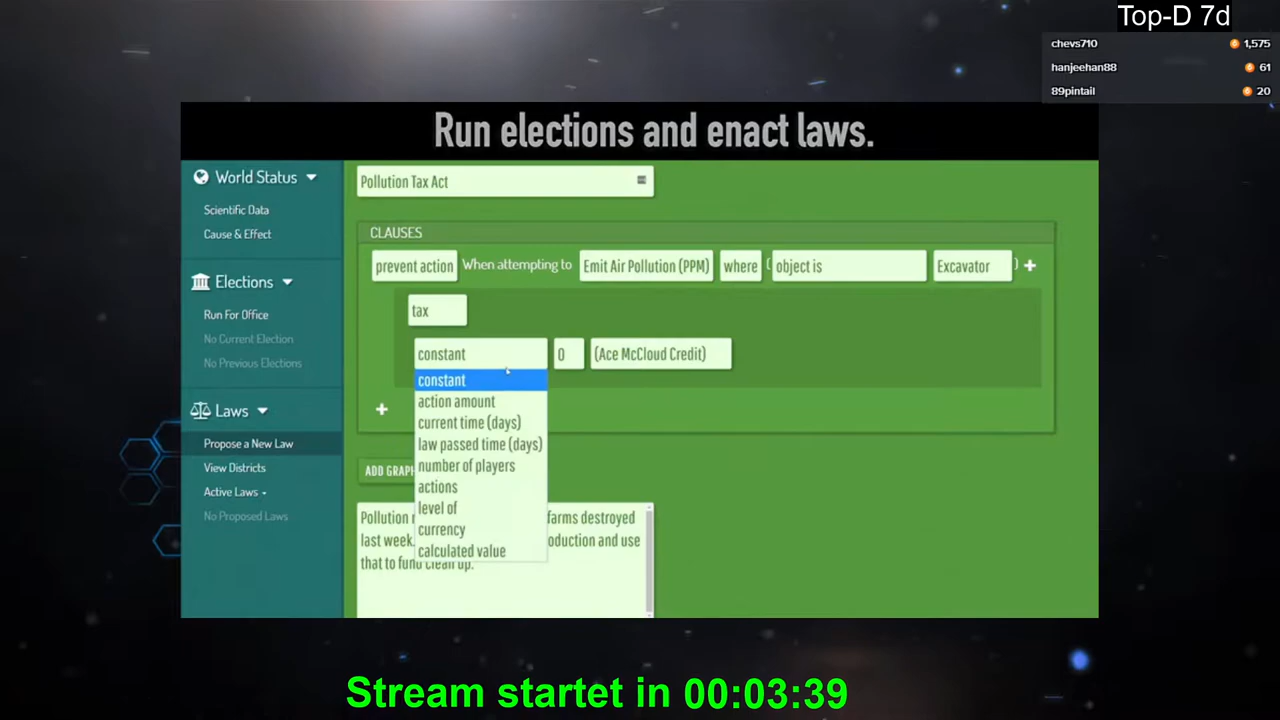 Top-D 7d
chevs710 1,575
hanjeehan88 61
89pintail 20
Run elections and enact laws.
World Status
Scientific Data
Cause & Effect
Elections
Run For Office
No Current Election
No Previous Elections
Laws
Propose a New Law
View Districts
Active Laws
No Proposed Laws
Pollution Tax Act
CLAUSES
prevent action When attempting to Emit Air Pollution (PPM) where ( object is Excavator ) +
tax
constant 0 (Ace McCloud Credit)
constant
action amount
current time (days)
law passed time (days)
number of players
actions
level of
currency
calculated value
+
ADD GRAP
Pollution farms destroyed
last week. oduction and use
that to fund clean up.
Stream startet in 00:03:39